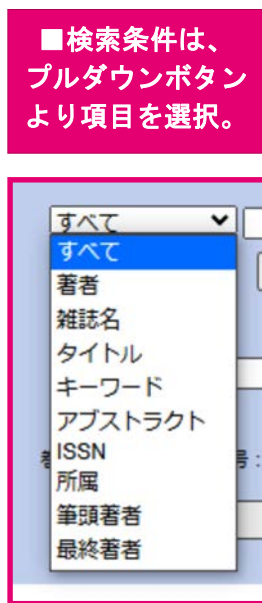 ■検索条件は、
プルダウンボタン
より項目を選択。
すべて
すべて
著者
雑誌名
タイトル
キーワード
アブストラクト
ISSN
号：
所属
筆頭著者
最終著者